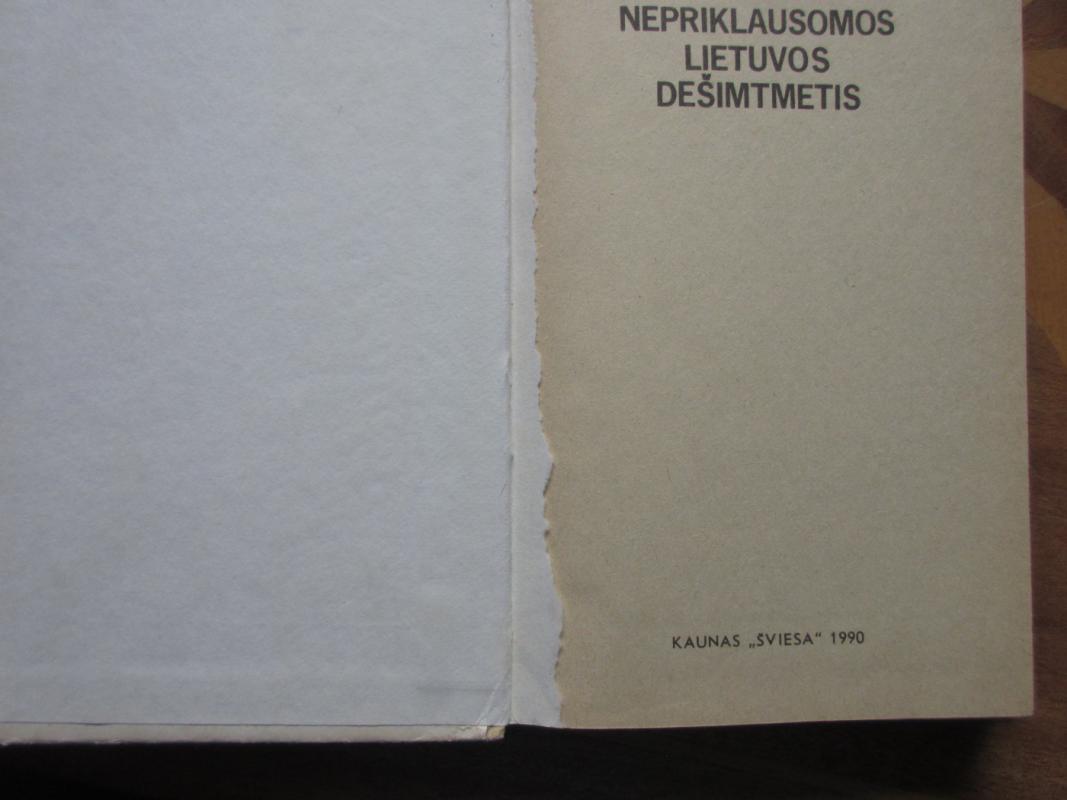 NEPRIKLAUSOMOS
LIETUVOS
DEŠIMTMETIS
KAUNAS „ŠVIESA“ 1990